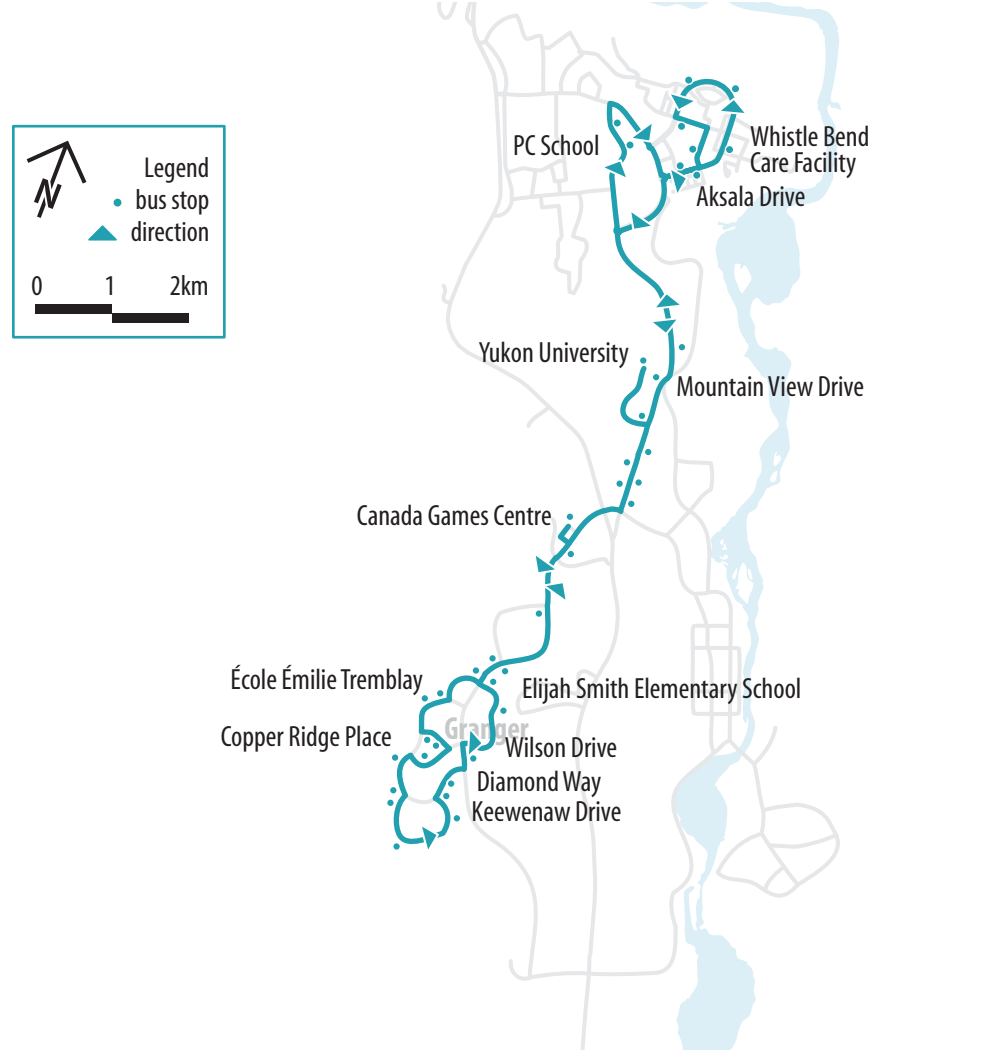 Legend
bus stop
direction
N
0 1 2km
PC School
Whistle Bend
Care Facility
Aksala Drive
Yukon University
Mountain View Drive
Canada Games Centre
École Émilie Tremblay
Elijah Smith Elementary School
Copper Ridge Place
Granger
Wilson Drive
Diamond Way
Keewenaw Drive